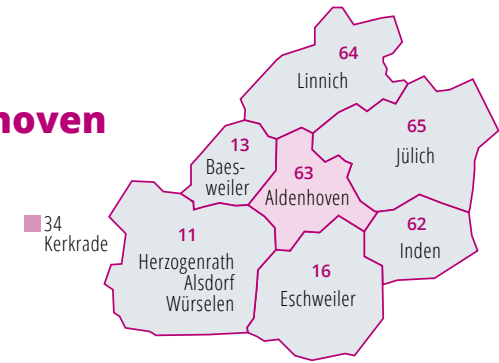 64
Linnich
hoven
65
Jülich
13
Baes-
weiler
63
Aldenhoven
34
Kerkrade
62
Inden
11
Herzogenrath
Alsdorf
Würselen
16
Eschweiler